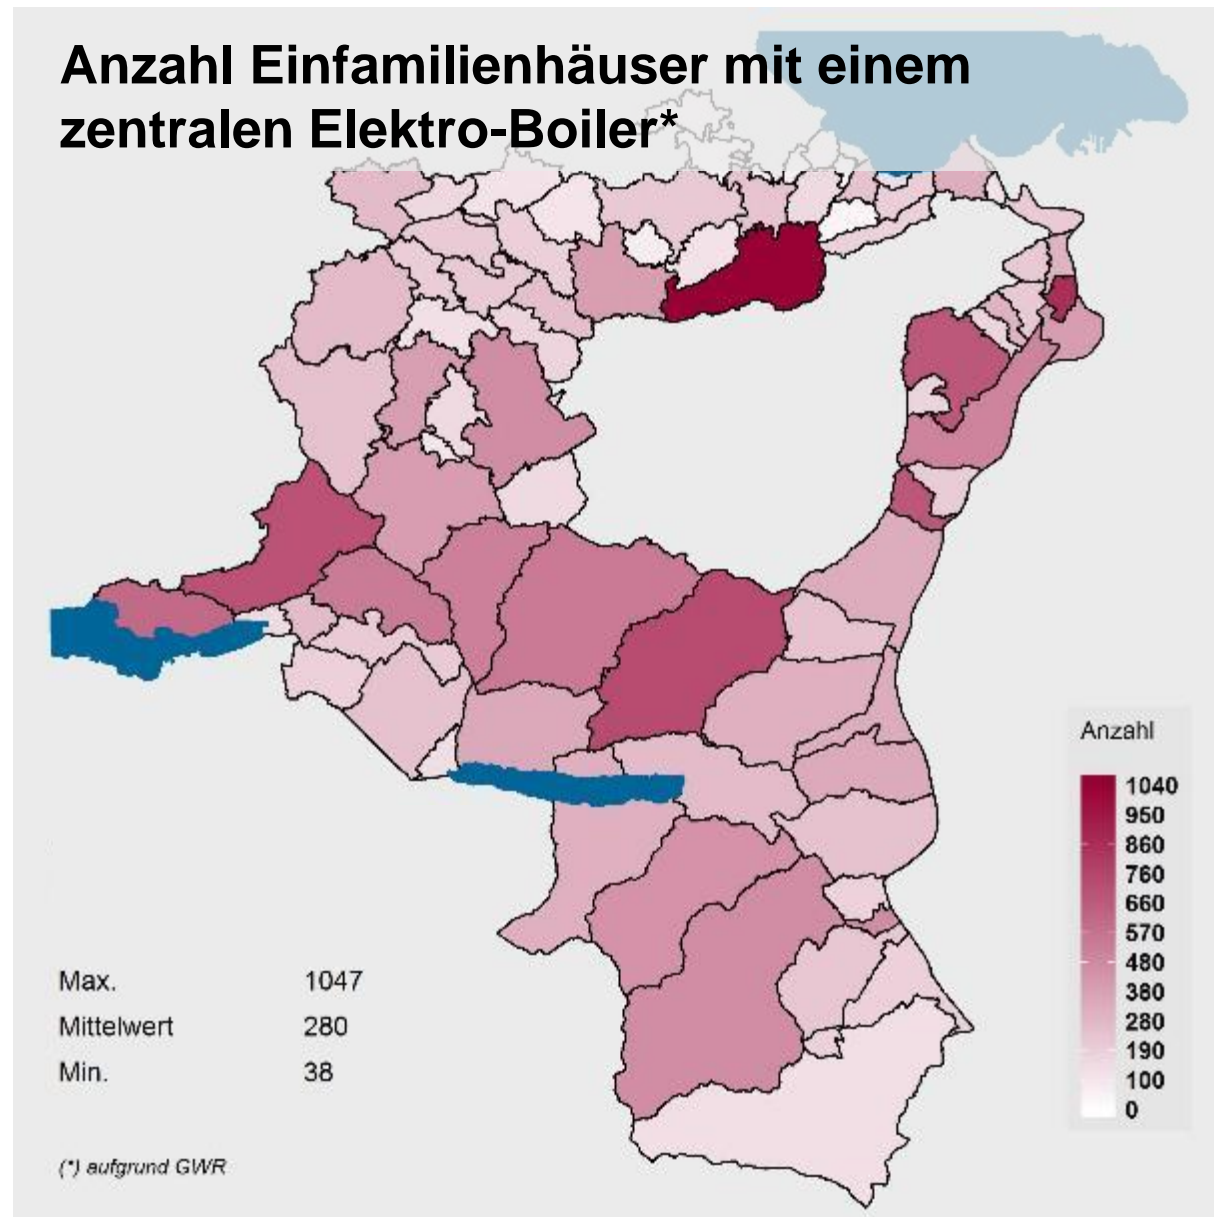 Anzahl Einfamilienhäuser mit einem
zentralen Elektro-Boiler*
Anzahl
1040
950
860
760
660
570
480
380
280
190
100
0
Max. 1047
Mittelwert 280
Min. 38
(*) aufgrund GWR